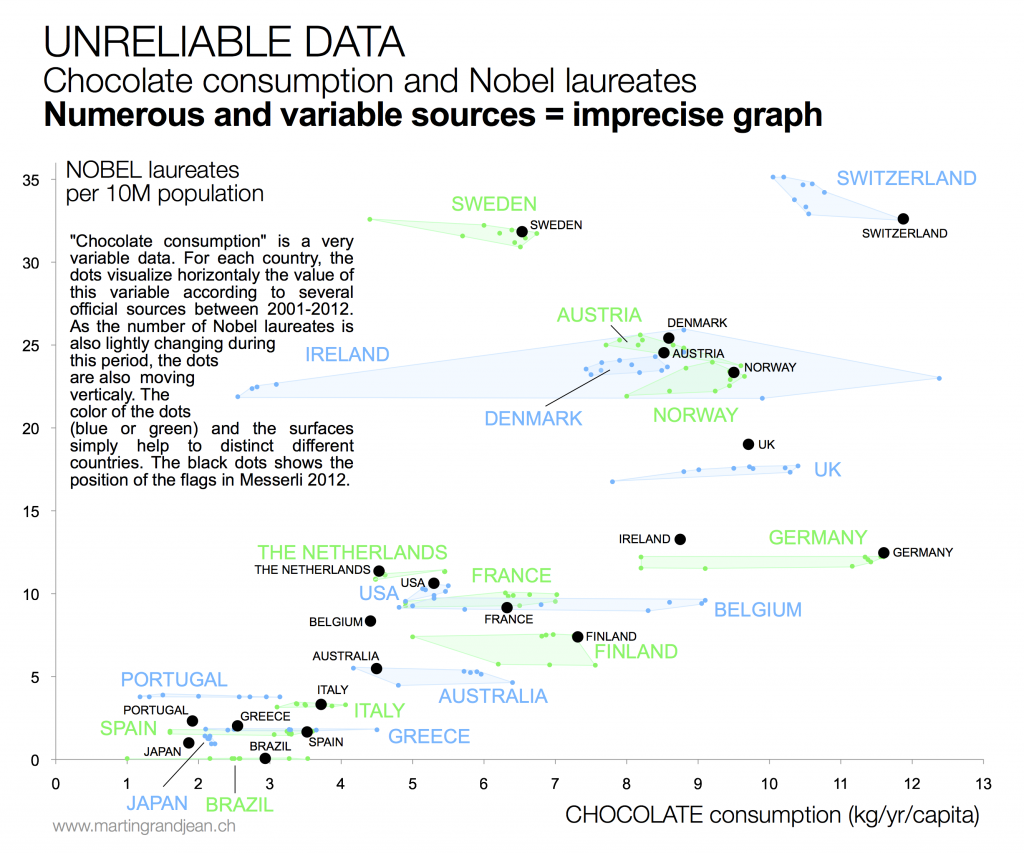 UNRELIABLE DATA
Chocolate consumption and Nobel laureates
Numerous and variable sources = imprecise graph
NOBEL laureates
per 10M population
"Chocolate consumption" is a very
variable data. For each country, the
dots visualize horizontaly the value of
this variable according to several
official sources between 2001-2012.
As the number of Nobel laureates is
also lightly changing during
this period, the dots
are also moving
verticaly. The
color of the dots
(blue or green) and the surfaces
simply help to distinct different
countries. The black dots shows the
position of the flags in Messerli 2012.
35
30
25
20
15
10
5
0
SWITZERLAND
SWITZERLAND
SWEDEN
SWEDEN
AUSTRIA
DENMARK
IRELAND
AUSTRIA
NORWAY
DENMARK
NORWAY
UK
UK
IRELAND
GERMANY
GERMANY
THE NETHERLANDS
THE NETHERLANDS
USA
FRANCE
USA
BELGIUM
FRANCE
BELGIUM
FINLAND
FINLAND
AUSTRALIA
AUSTRALIA
PORTUGAL
ITALY
ITALY
PORTUGAL
GREECE
SPAIN
GREECE
SPAIN
JAPAN
BRAZIL
0 1 2 3 4 5 6 7 8 9 10 11 12 13
JAPAN
BRAZIL
CHOCOLATE consumption (kg/yr/capita)
www.martingrandjean.ch